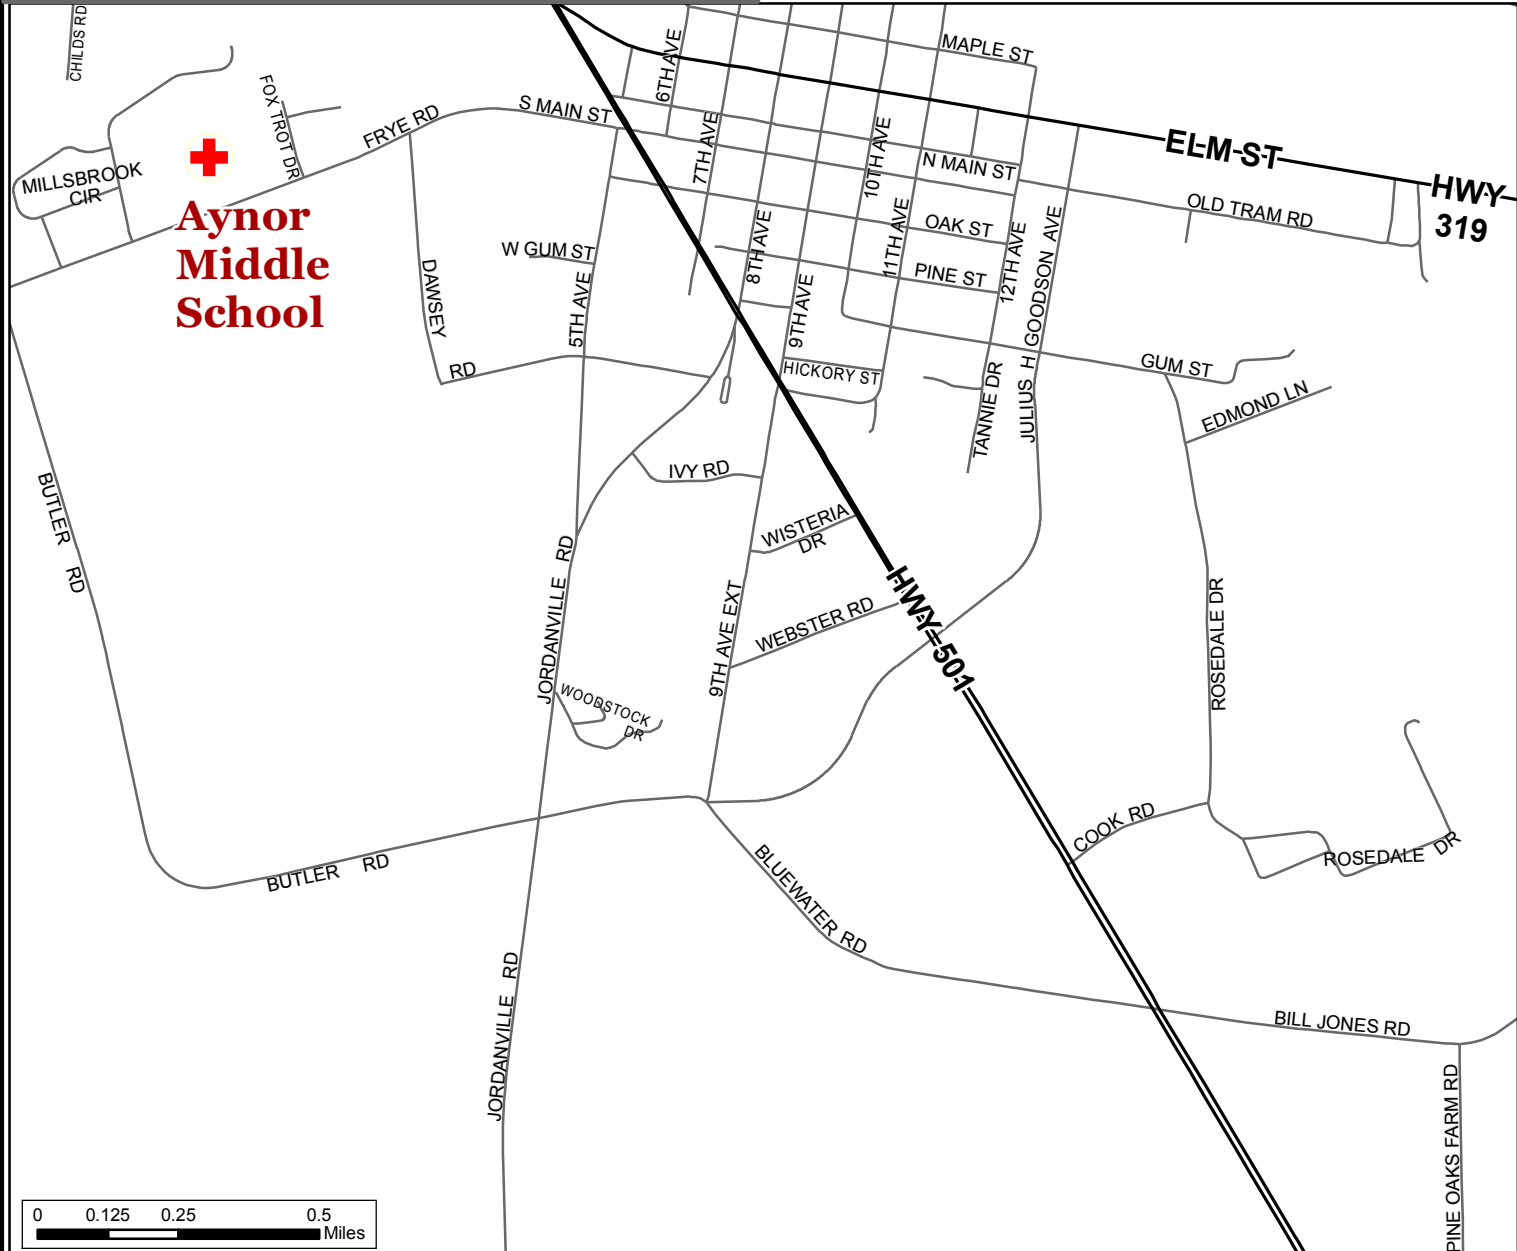 CHILDS RD
MAPLE ST
6TH AVE
FOX TROT DR
FRYE RD
S MAIN ST
7TH AVE
10TH AVE
N MAIN ST
ELM ST
HWY
319
MILLSBROOK
CIR
Aynor
Middle
School
OLD TRAM RD
OAK ST
8TH AVE
11TH AVE
12TH AVE
JULIUS H GOODSON AVE
W GUM ST
5TH AVE
DAWSEY
RD
PINE ST
9TH AVE
HICKORY ST
TANNIE DR
GUM ST
EDMOND LN
BUTLER RD
IVY RD
WISTERIA
DR
JORDANVILLE RD
9TH AVE EXT
WEBSTER RD
HWY 501
ROSEDALE DR
WOODSTOCK
DR
COOK RD
ROSEDALE DR
BUTLER RD
BLUEWATER RD
JORDANVILLE RD
BILL JONES RD
PINE OAKS FARM RD
0 0.125 0.25 0.5
Miles